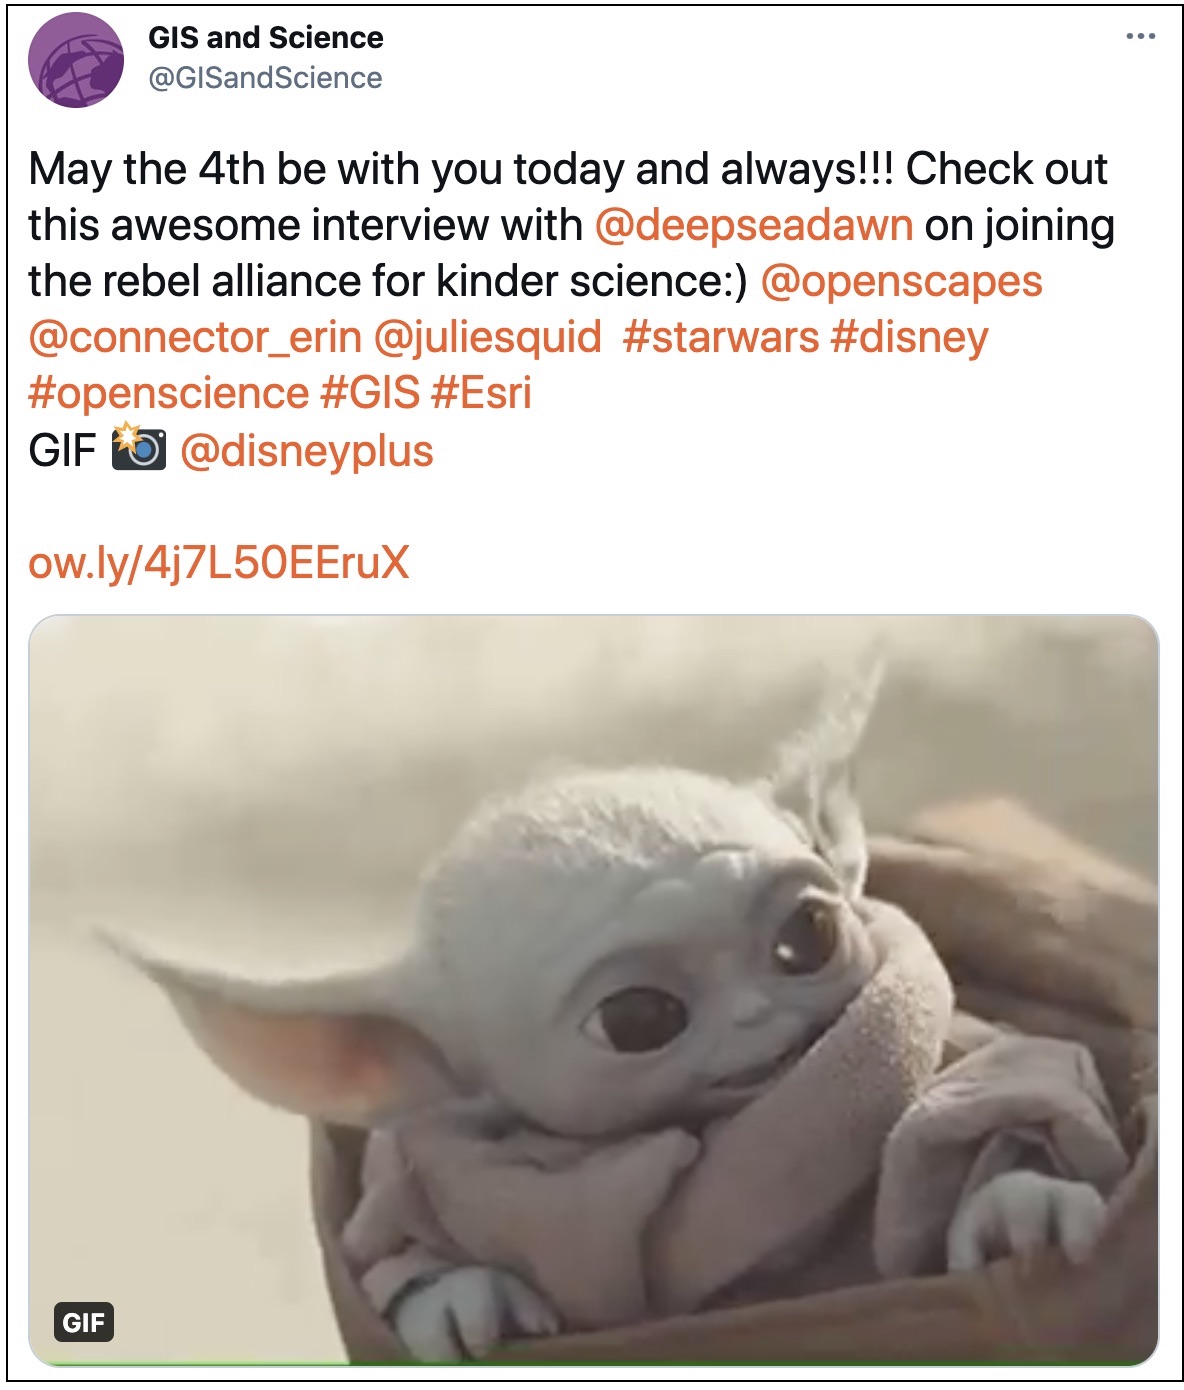 GIS and Science
@GISandScience
May the 4th be with you today and always!!! Check out
this awesome interview with @deepseadawn on joining
the rebel alliance for kinder science:) @openscapes
@connector_erin @juliesquid #starwars #disney
#openscience #GIS #Esri
GIF 📸 @disneyplus
ow.ly/4j7L50EEruX
GIF